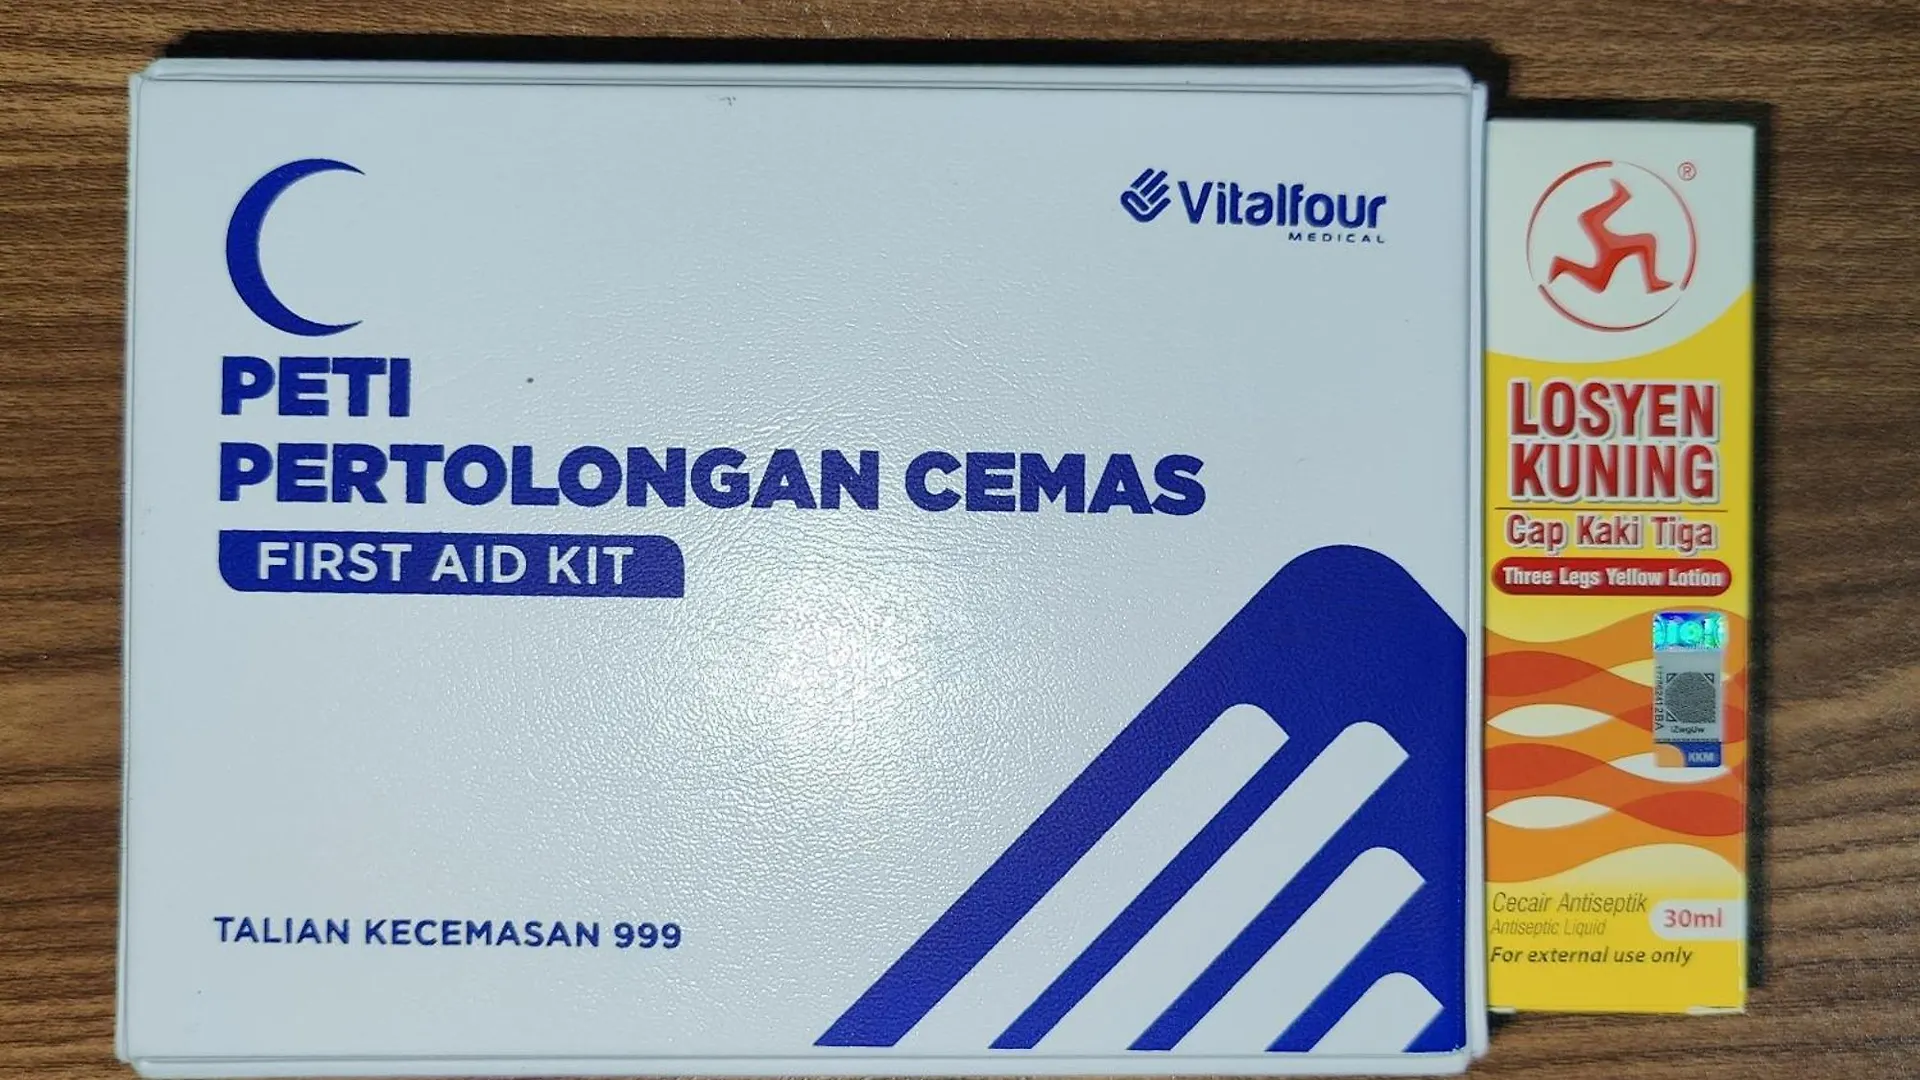 Vitalfour
MEDICAL
PETI
PERTOLONGAN CEMAS
FIRST AID KIT
TALIAN KECEMASAN 999
®
LOSYEN
KUNING
Cap Kaki Tiga
Three Legs Yellow Lotion
KKM
Cecair Antiseptik
Antiseptic Liquid
30ml
For external use only